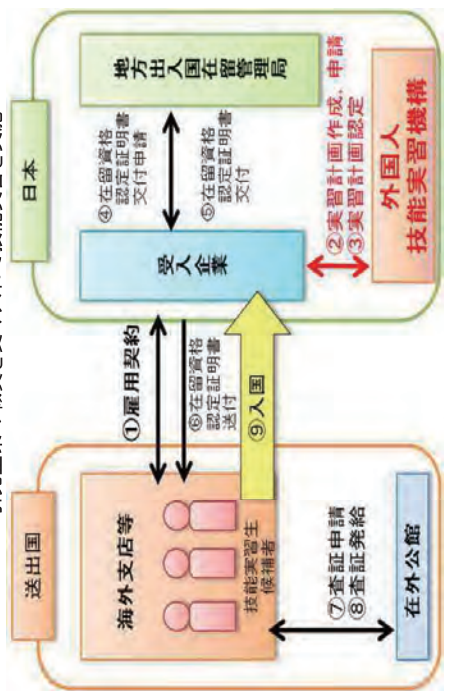 送出国
海外支店等
技能実習生
候補者
⑦査証申請
⑧査証発給
在外公館
①雇用契約
⑥在留資格
認定証明書
送付
⑨入国
日本
受入企業
④在留資格
認定証明書
交付申請
⑤在留資格
認定証明書
交付
地方出入国在留管理局
②実習計画作成、申請
③実習計画認定
外国人
技能実習機構